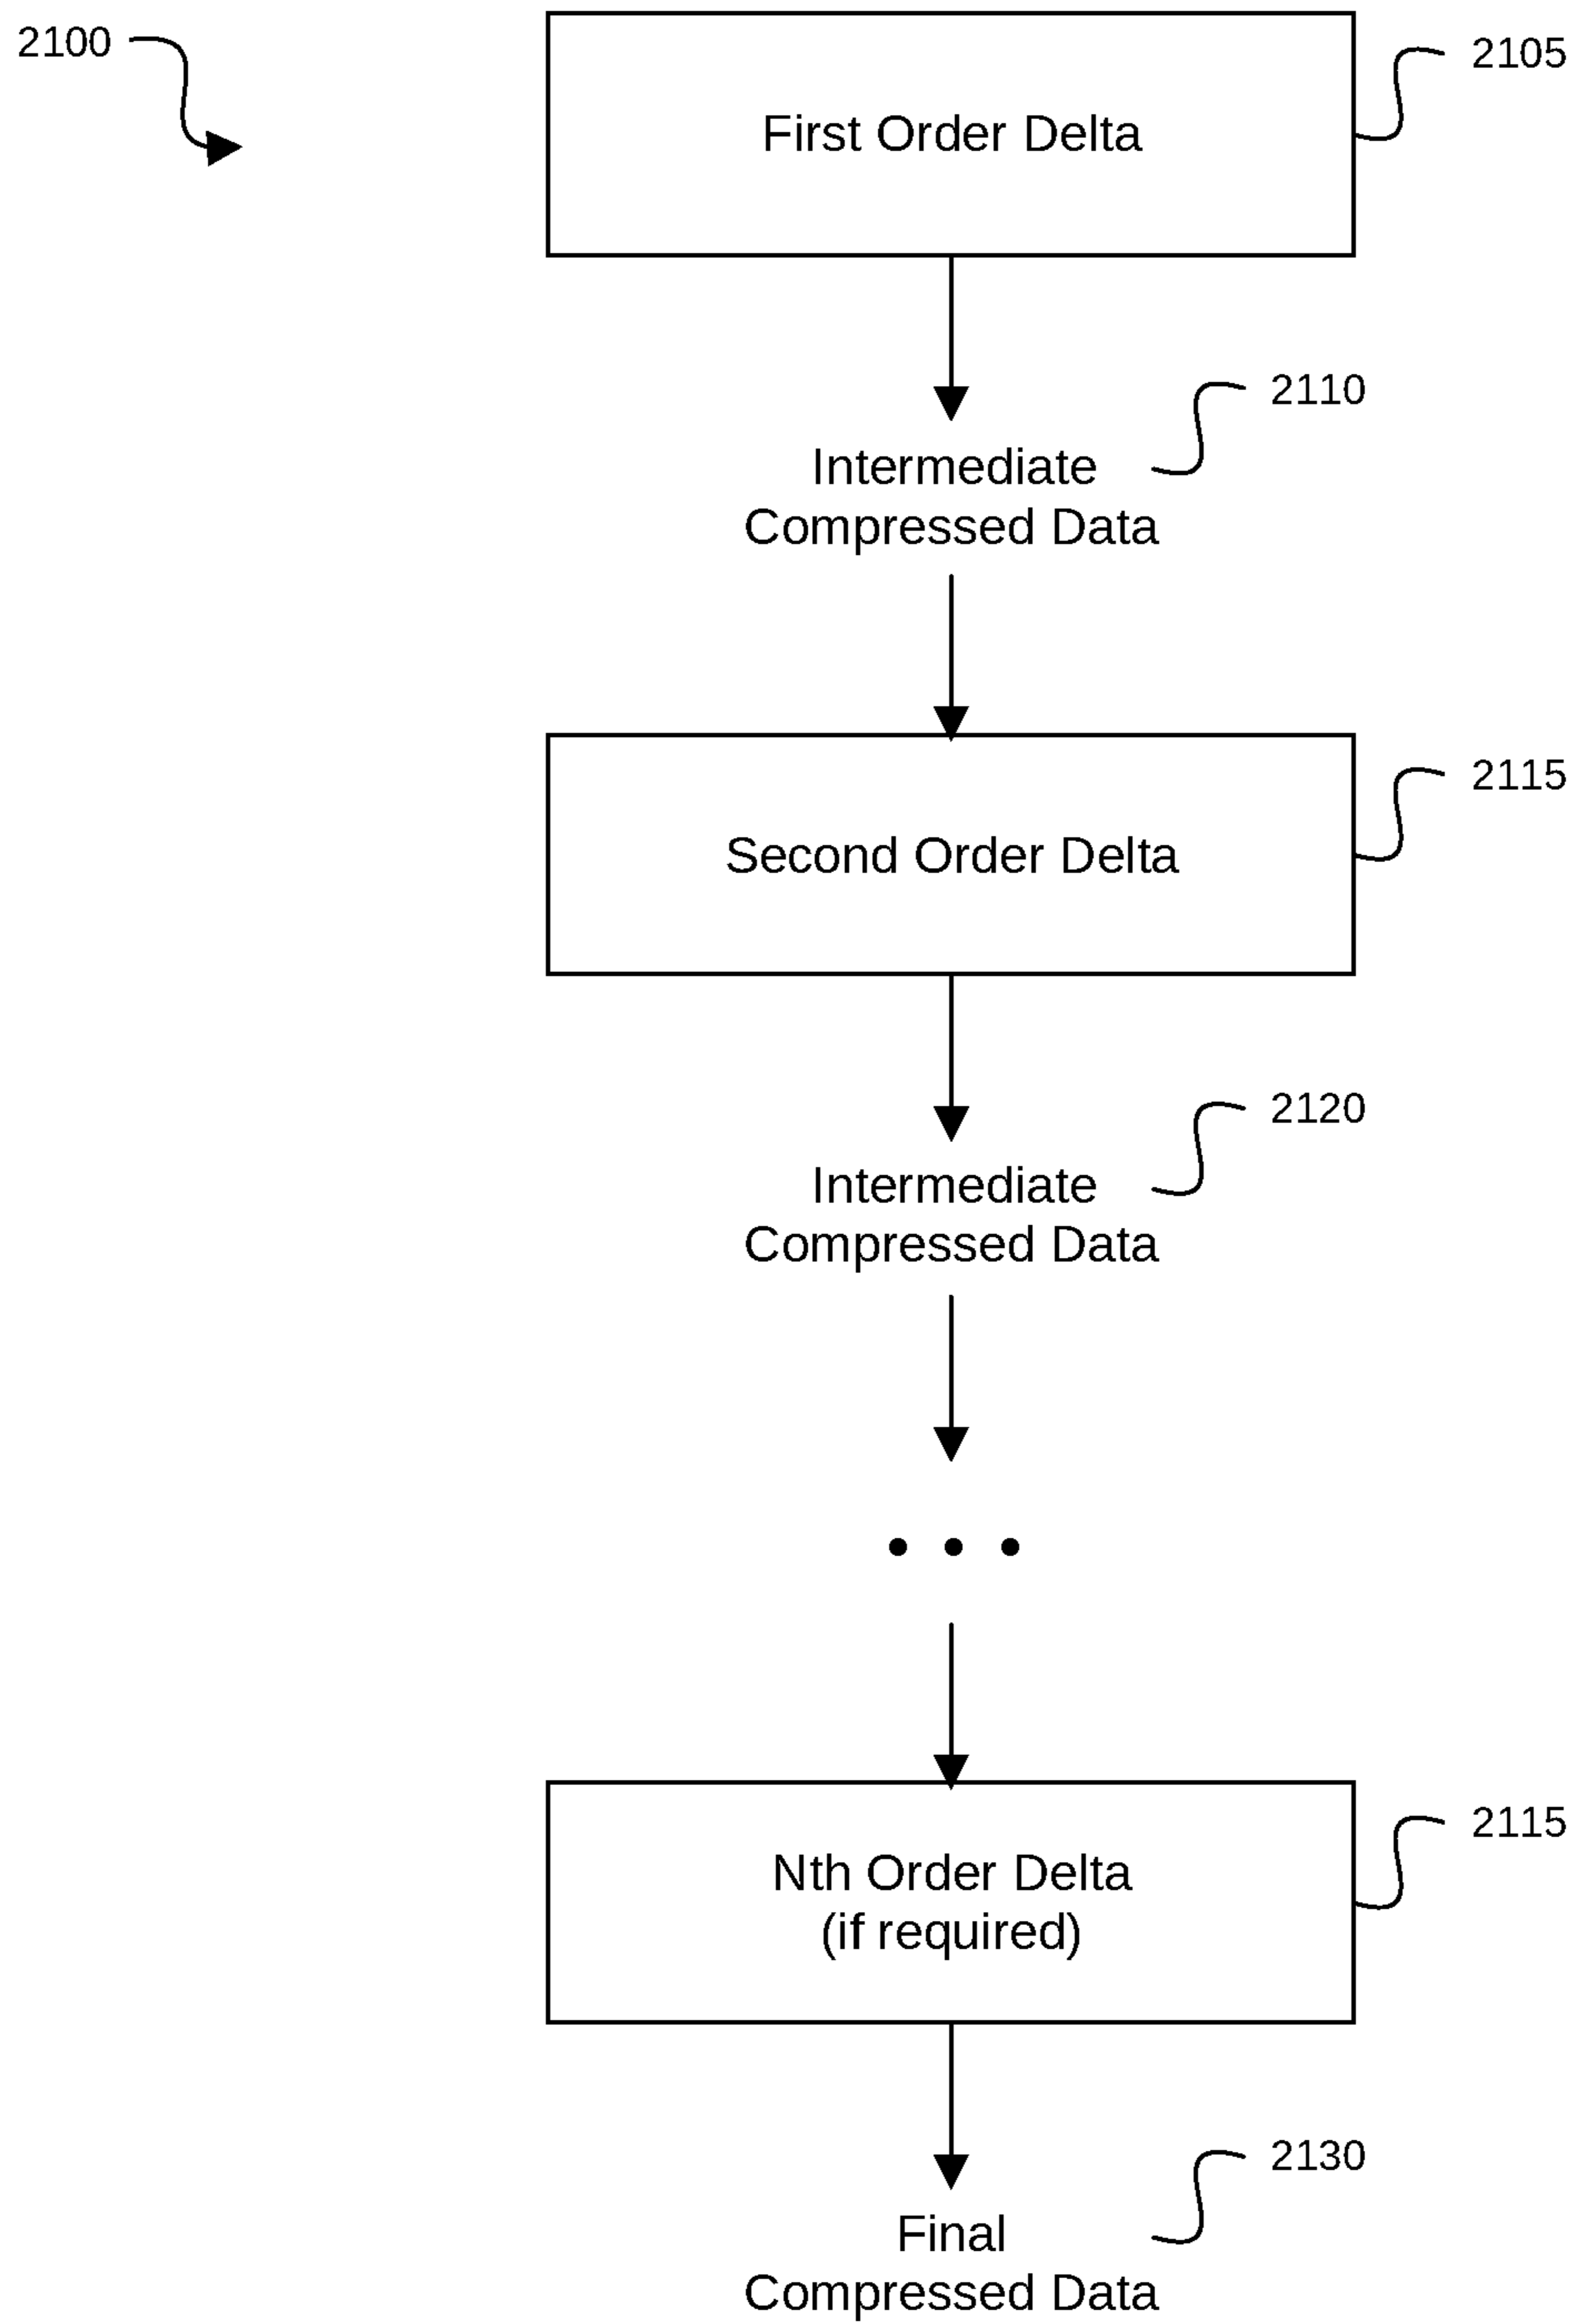 2100
2105
First Order Delta
2110
Intermediate
Compressed Data
2115
Second Order Delta
2120
Intermediate
Compressed Data
2115
Nth Order Delta
(if required)
2130
Final
Compressed Data